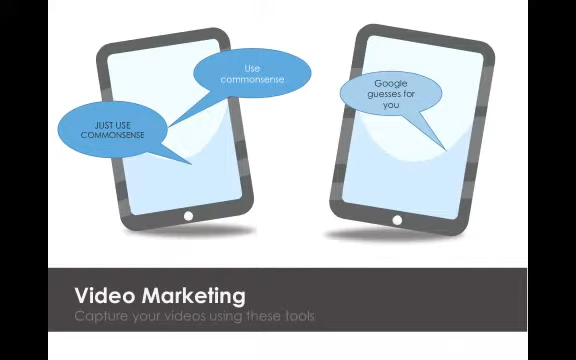 Use
commonsense
JUST USE
COMMONSENSE
Google
guesses for
you
Video Marketing
Capture your videos using these tools